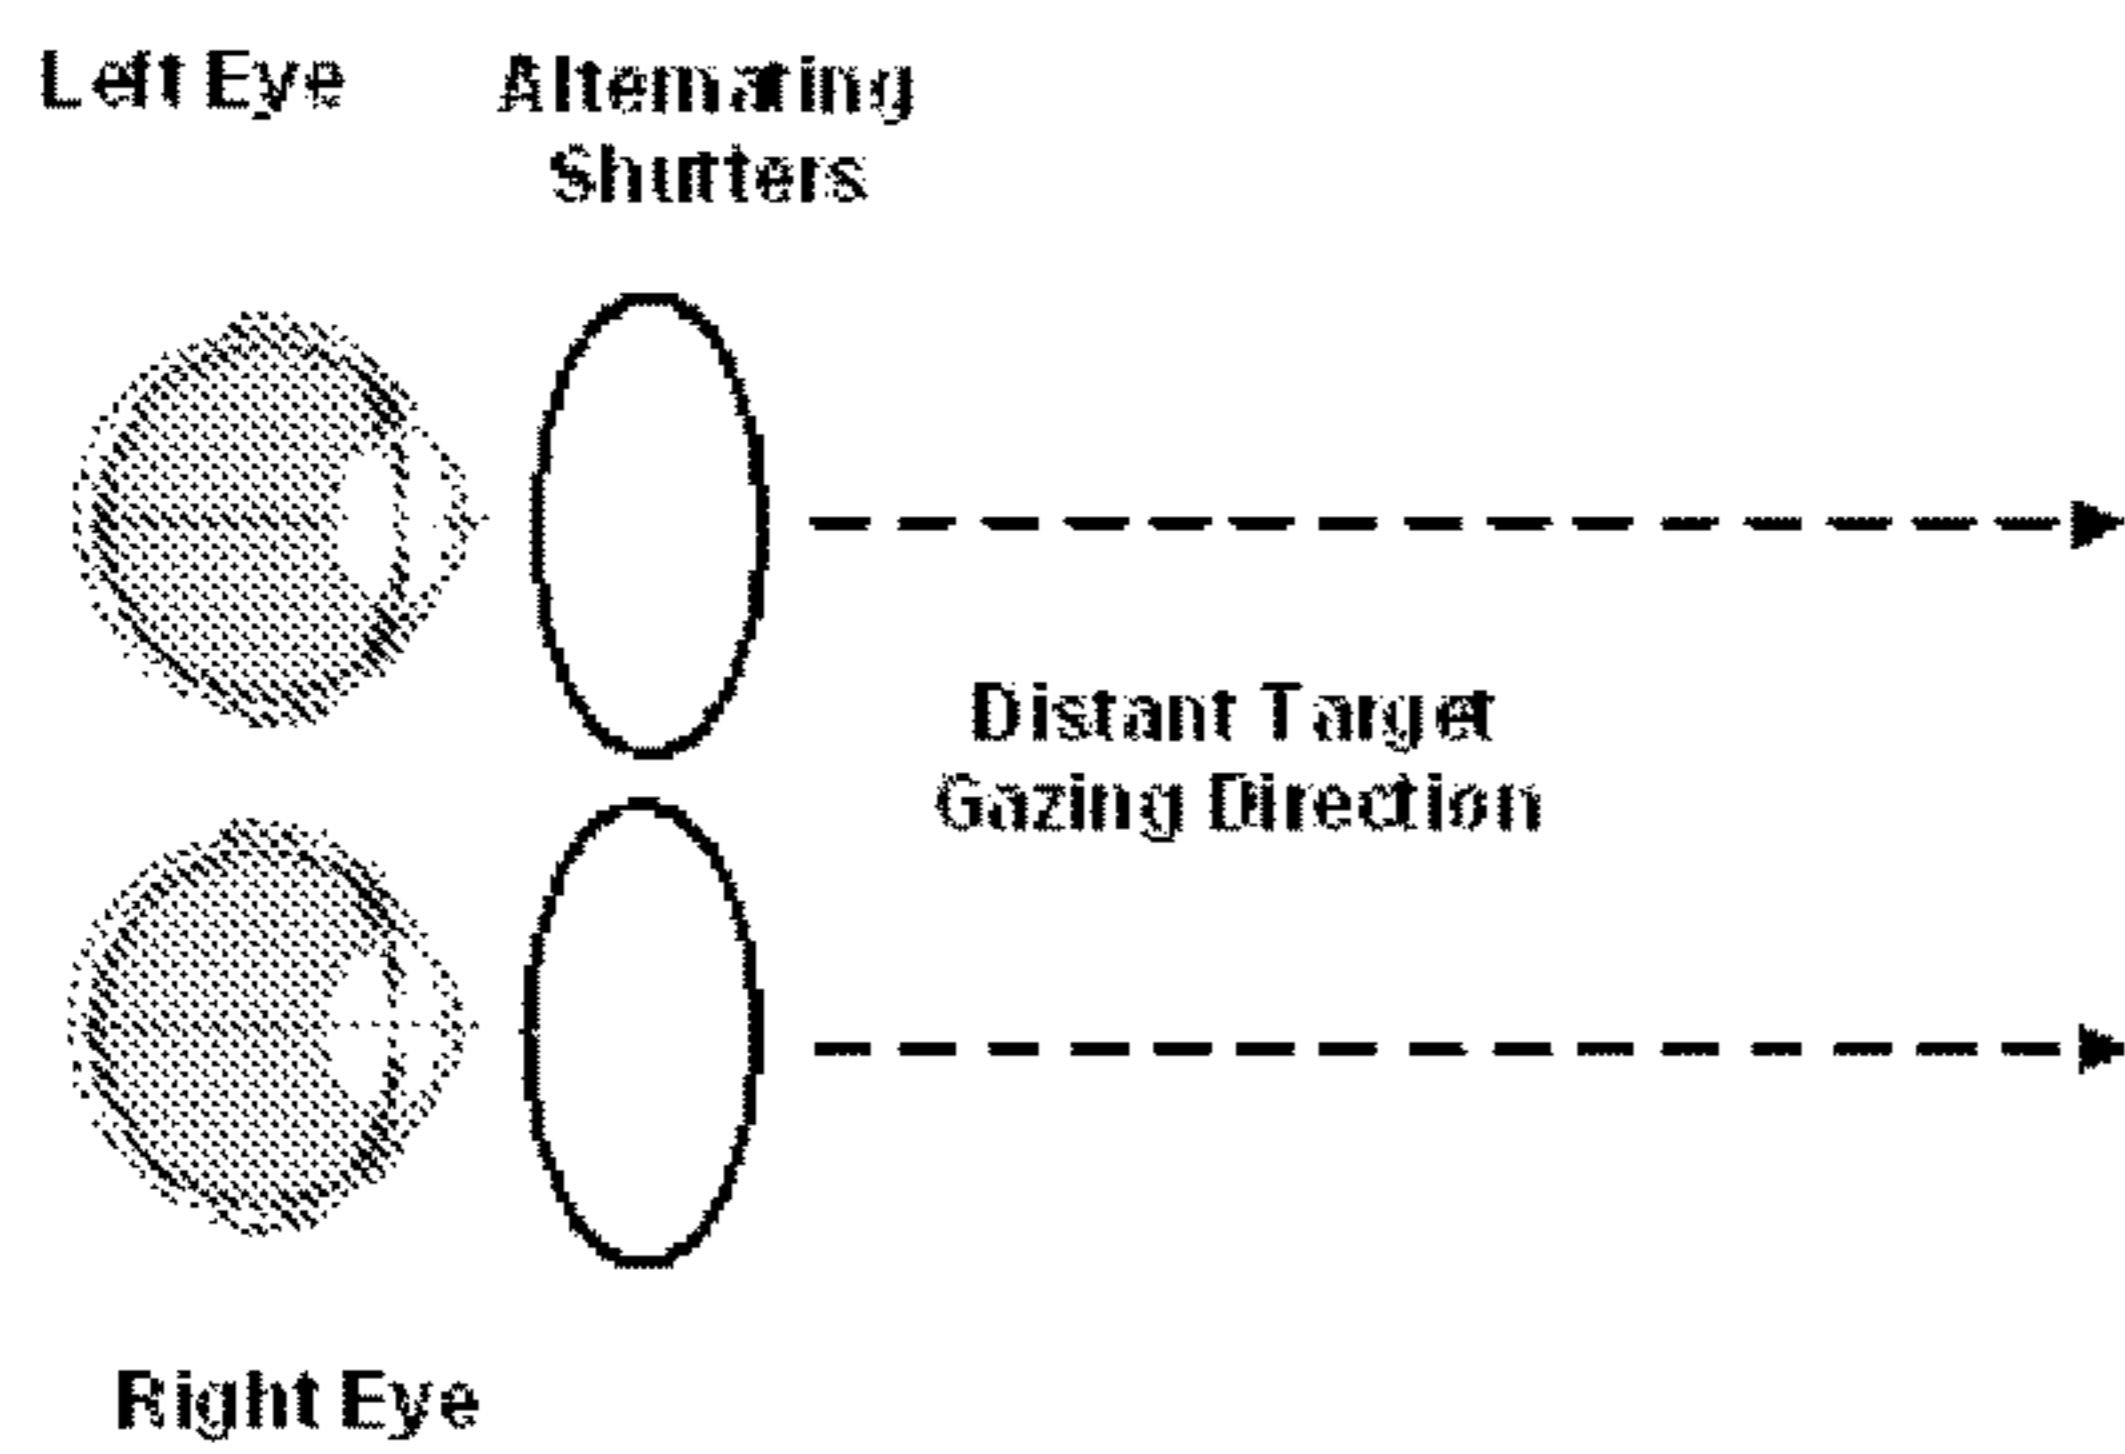 Left Eye
Alternating
Shutters
Distant Target
Gazing Direction
Right Eye